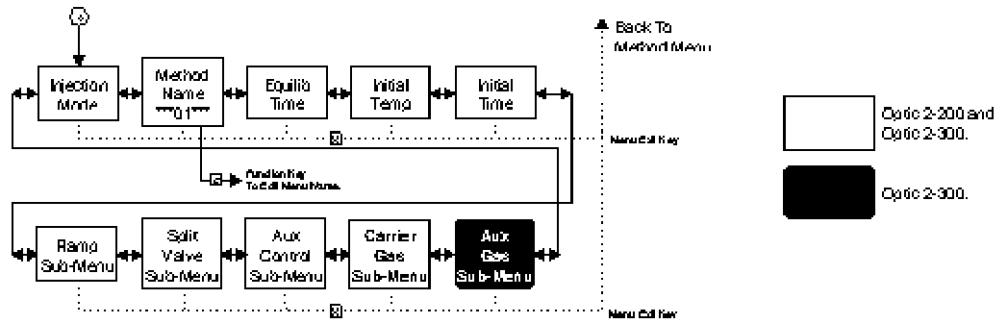 Back To
Method Menu
Injection
Mode
Method
Name
"""01"""
Equilib
Time
Initial
Temp
Initial
Time
Menu Exit Key
Function Key
To Edit Menu Name.
Optic 2-200 and
Optic 2-300.
Optic 2-300.
Ramp
Sub-Menu
Split
Valve
Sub-Menu
Aux
Control
Sub-Menu
Carrier
Gas
Sub-Menu
Aux
Gas
Sub-Menu
Menu Exit Key